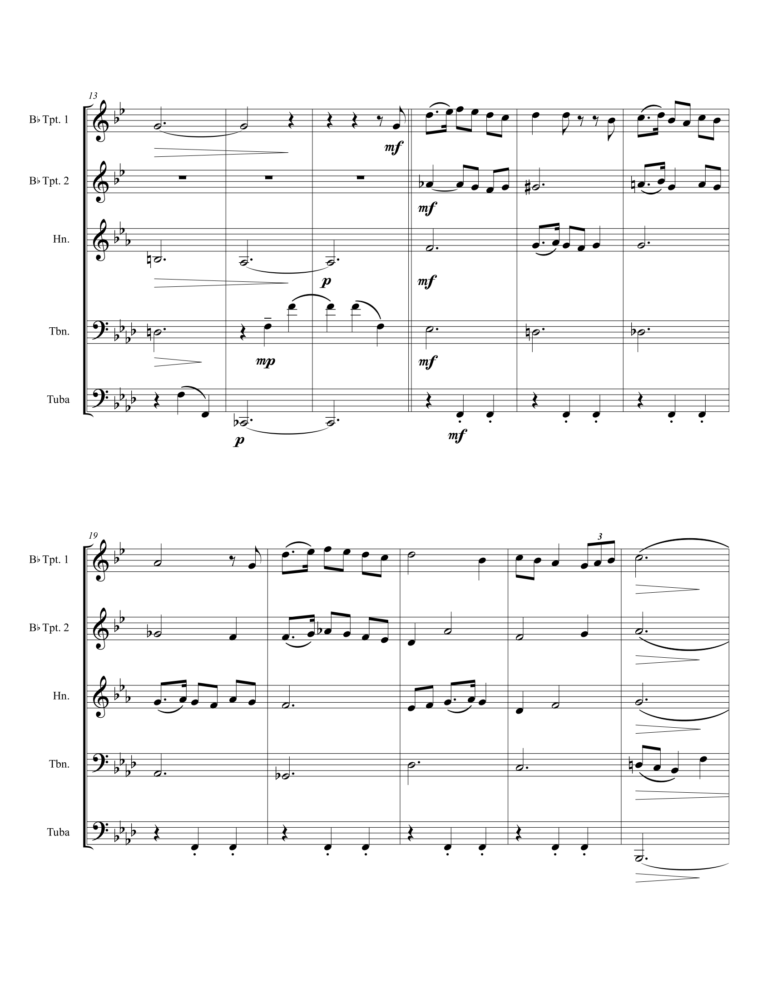 13
B♭ Tpt. 1
mf
B♭ Tpt. 2
mf
Hn.
p mf
Tbn.
mp mf
Tuba
p mf
19
3
B♭ Tpt. 1
B♭ Tpt. 2
Hn.
Tbn.
Tuba